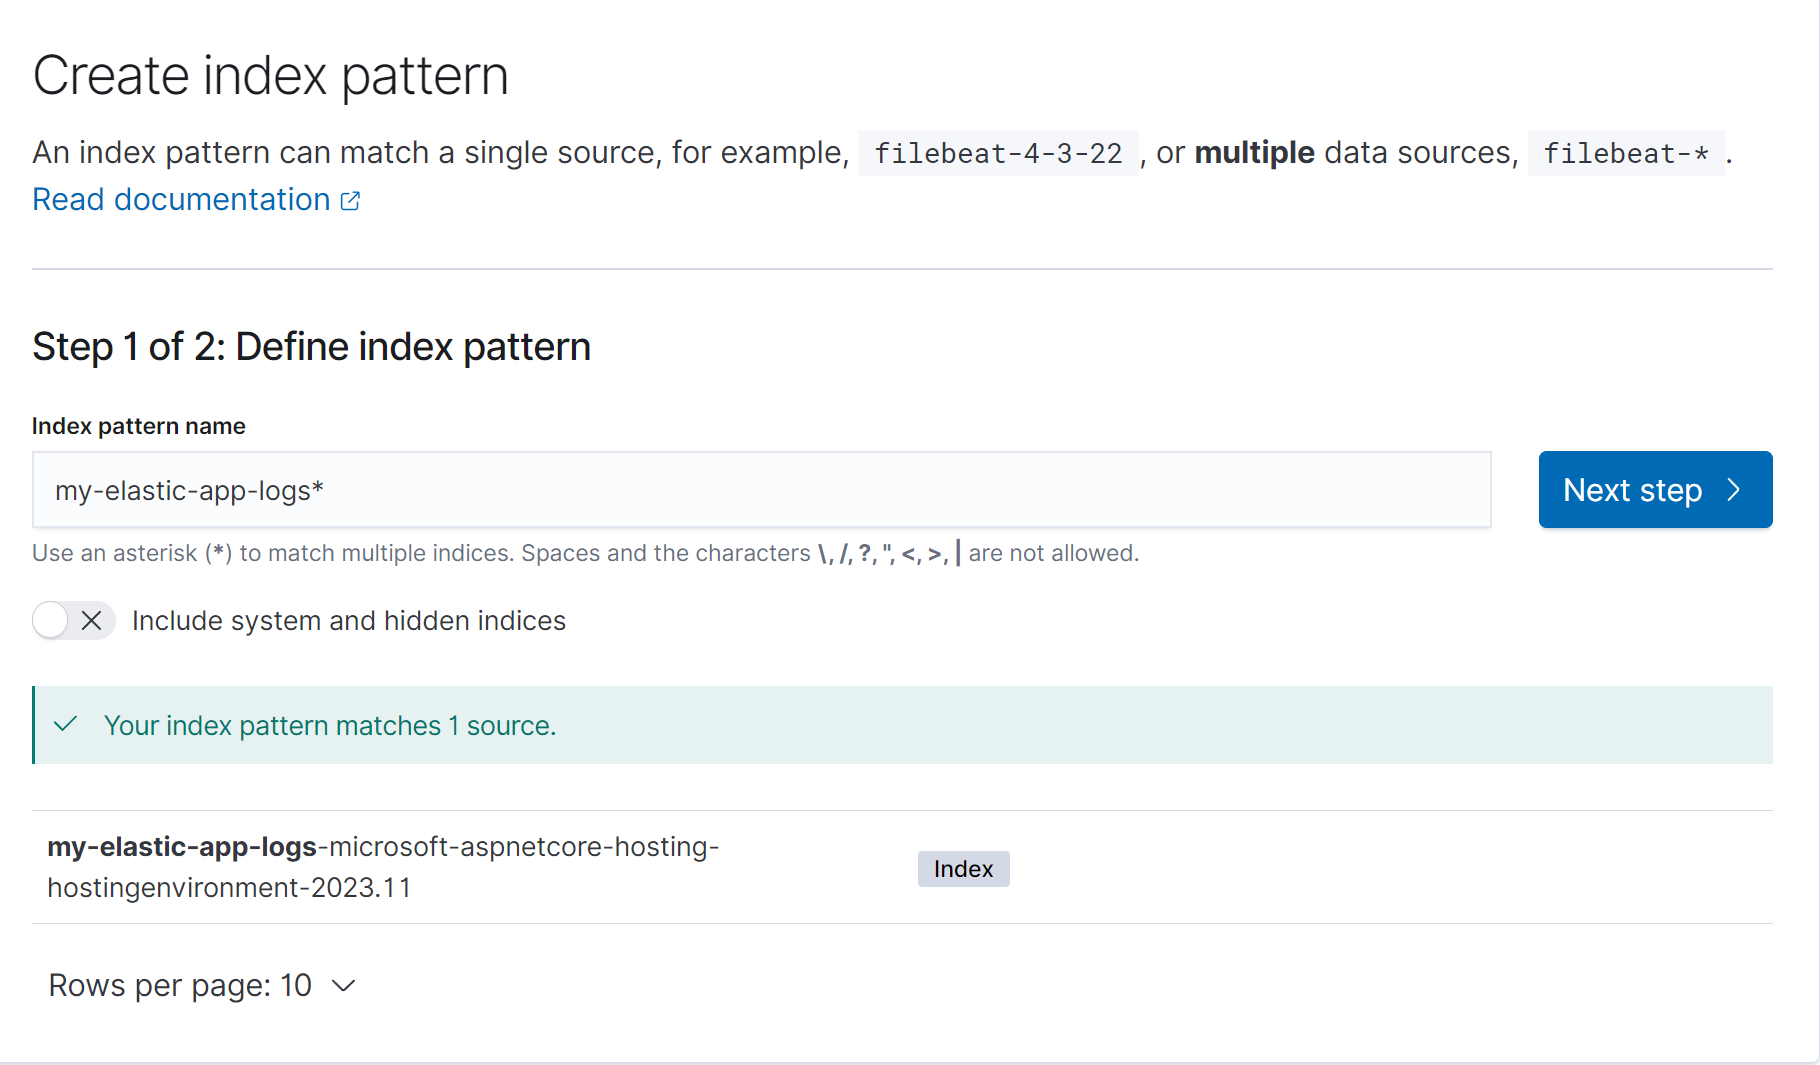 Create index pattern
An index pattern can match a single source, for example, filebeat-4-3-22 , or multiple data sources, filebeat-* .
Read documentation
Step 1 of 2: Define index pattern
Index pattern name
my-elastic-app-logs*
Next step
Use an asterisk (*) to match multiple indices. Spaces and the characters \, /, ?, ", <, >, | are not allowed.
Include system and hidden indices
Your index pattern matches 1 source.
my-elastic-app-logs-microsoft-aspnetcore-hosting-
hostingenvironment-2023.11
Index
Rows per page: 10